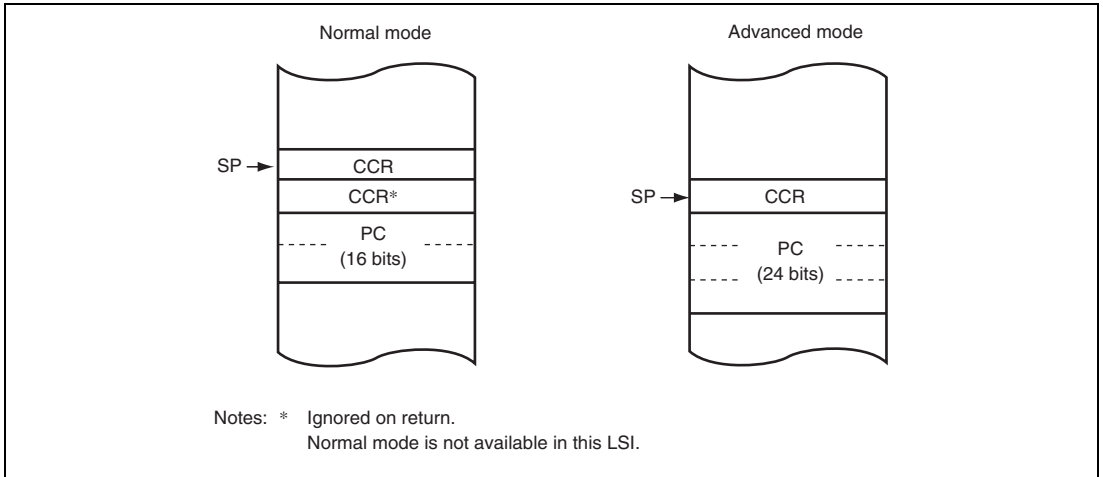 Normal mode
SP
CCR
CCR*
PC
(16 bits)
Advanced mode
SP
CCR
PC
(24 bits)
Notes: * Ignored on return.
Normal mode is not available in this LSI.